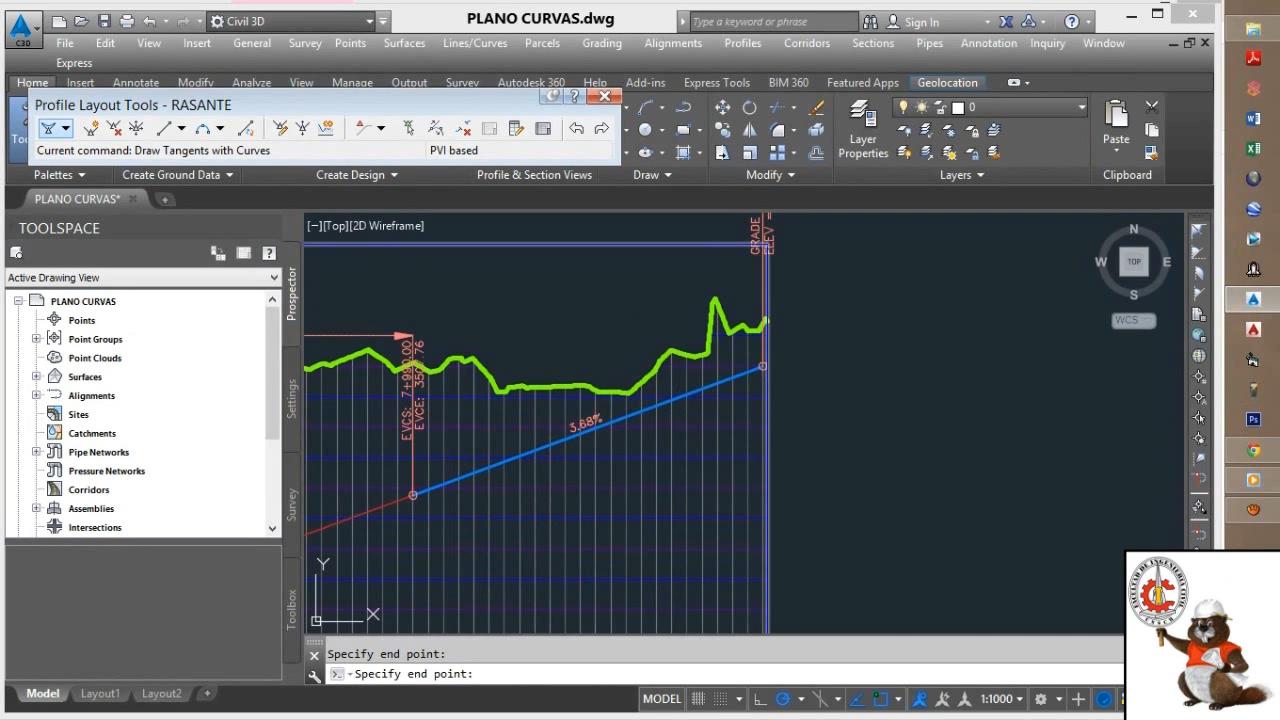 PLANO CURVAS.dwg
Civil 3D
Type a keyword or phrase
Sign In
C3D
File Edit View Insert General Survey Points Surfaces Lines/Curves Parcels Grading Alignments Profiles Corridors Sections Pipes Annotation Inquiry Window
Express
Home Insert Annotate Modify Analyze View Manage Output Survey Autodesk 360 Help Add-ins Express Tools BIM 360 Featured Apps Geolocation
Profile Layout Tools - RASANTE
Current command: Draw Tangents with Curves
PVI based
Layer
Properties
0
Paste
Palettes Create Ground Data Create Design Profile & Section Views Draw Modify Layers Clipboard
PLANO CURVAS*
TOOLSPACE
Active Drawing View
PLANO CURVAS
Points
Point Groups
Point Clouds
Surfaces
Alignments
Sites
Catchments
Pipe Networks
Pressure Networks
Corridors
Assemblies
Intersections
Prospector
Settings
Survey
Toolbox
[−][Top][2D Wireframe]
GRADE
ELEV =
3.68%
N
W TOP E
S
WCS
Y
X
Specify end point:
Specify end point:
Model Layout1 Layout2
MODEL
1:1000
Ps